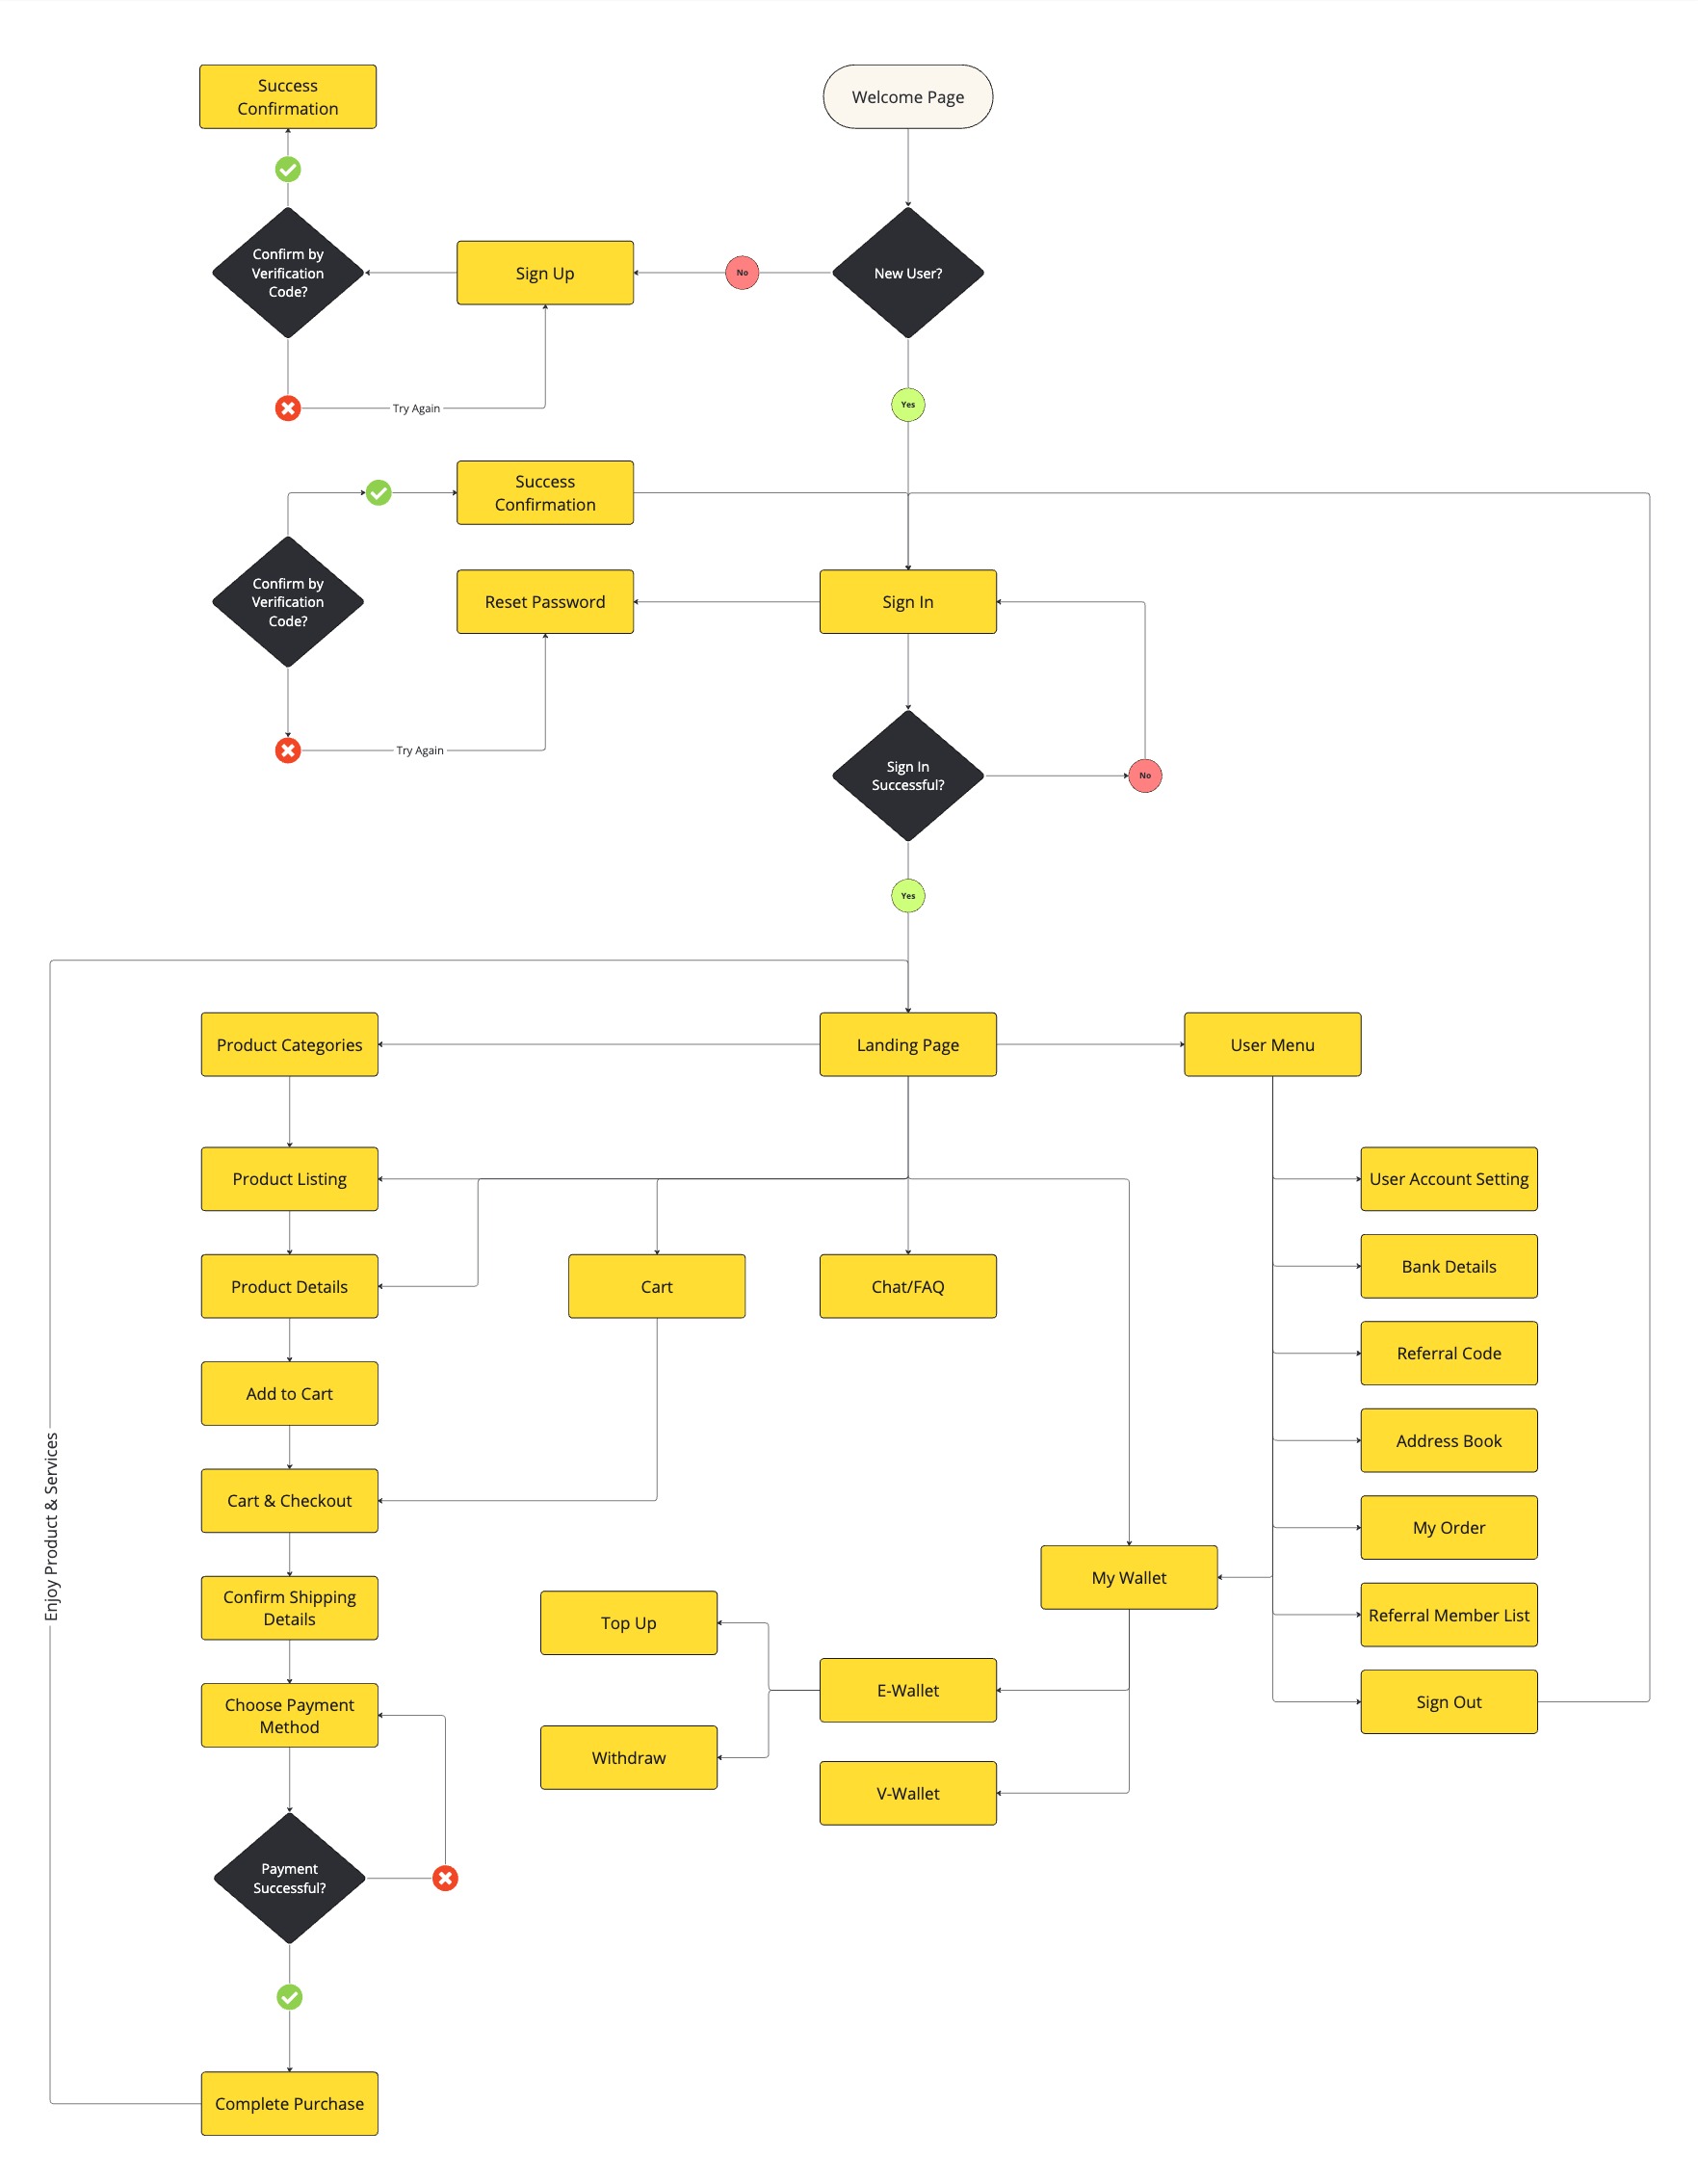 Success
Confirmation
Welcome Page
Confirm by
Verification
Code?
Sign Up
No
New User?
Try Again
Yes
Success
Confirmation
Confirm by
Verification
Code?
Reset Password
Sign In
Try Again
Sign In
Successful?
No
Yes
Product Categories
Landing Page
User Menu
Product Listing
User Account Setting
Product Details
Cart
Chat/FAQ
Bank Details
Referral Code
Add to Cart
Address Book
Cart & Checkout
Enjoy Product & Services
My Order
My Wallet
Confirm Shipping
Details
Top Up
Referral Member List
E-Wallet
Sign Out
Choose Payment
Method
Withdraw
V-Wallet
Payment
Successful?
Complete Purchase